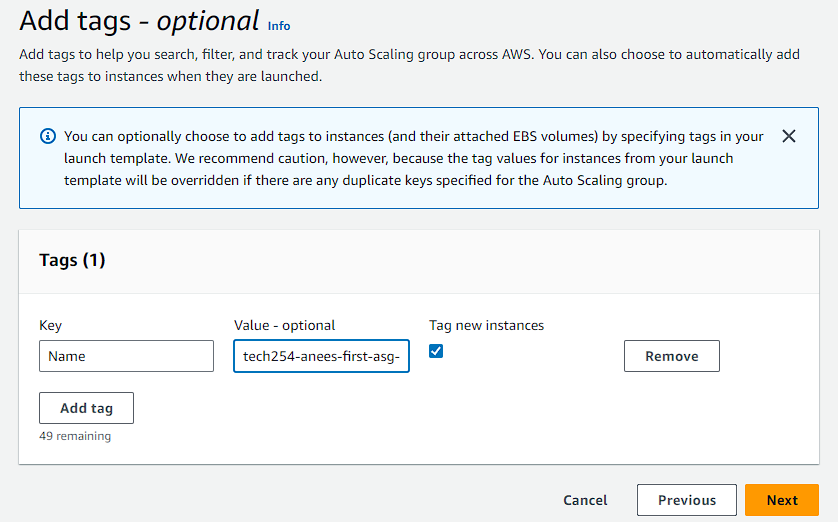 Add tags - optional Info
Add tags to help you search, filter, and track your Auto Scaling group across AWS. You can also choose to automatically add
these tags to instances when they are launched.
You can optionally choose to add tags to instances (and their attached EBS volumes) by specifying tags in your
launch template. We recommend caution, however, because the tag values for instances from your launch
template will be overridden if there are any duplicate keys specified for the Auto Scaling group.
Tags (1)
Key Value - optional Tag new instances
Name tech254-anees-first-asg- Remove
Add tag
49 remaining
Cancel Previous Next